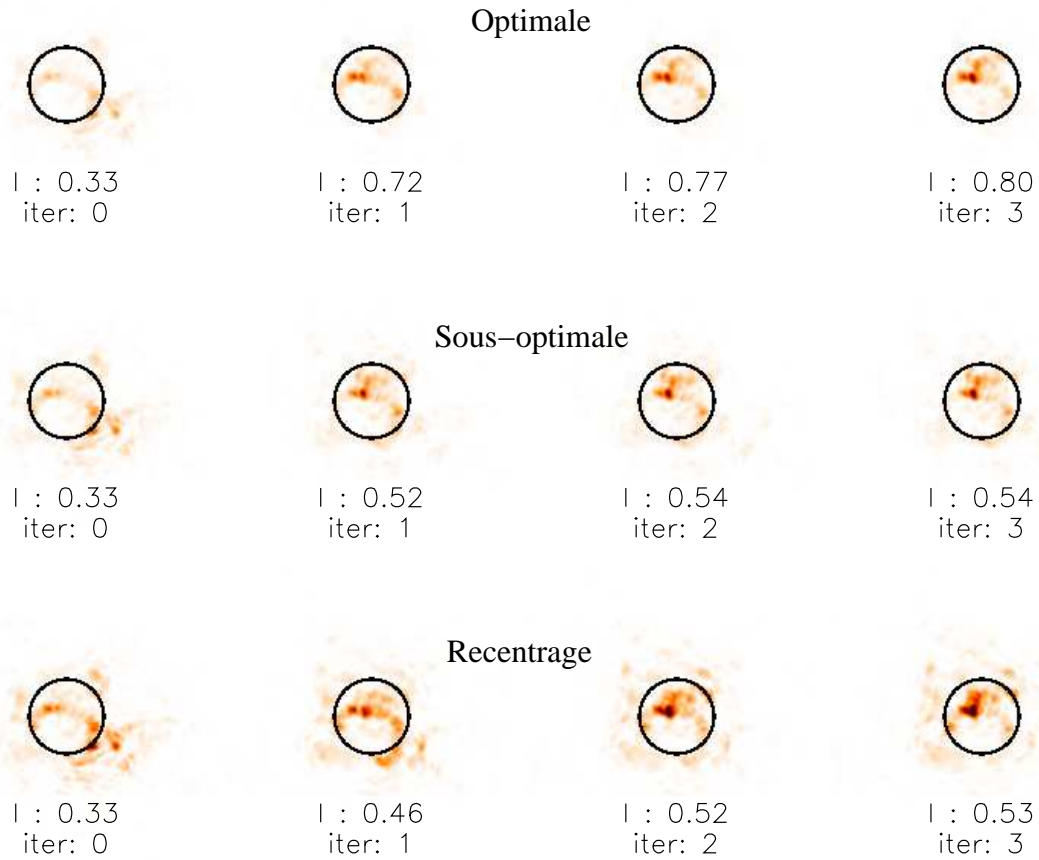 Optimale
I : 0.33 I : 0.72 I : 0.77 I : 0.80
iter: 0 iter: 1 iter: 2 iter: 3
Sous−optimale
I : 0.33 I : 0.52 I : 0.54 I : 0.54
iter: 0 iter: 1 iter: 2 iter: 3
Recentrage
I : 0.33 I : 0.46 I : 0.52 I : 0.53
iter: 0 iter: 1 iter: 2 iter: 3